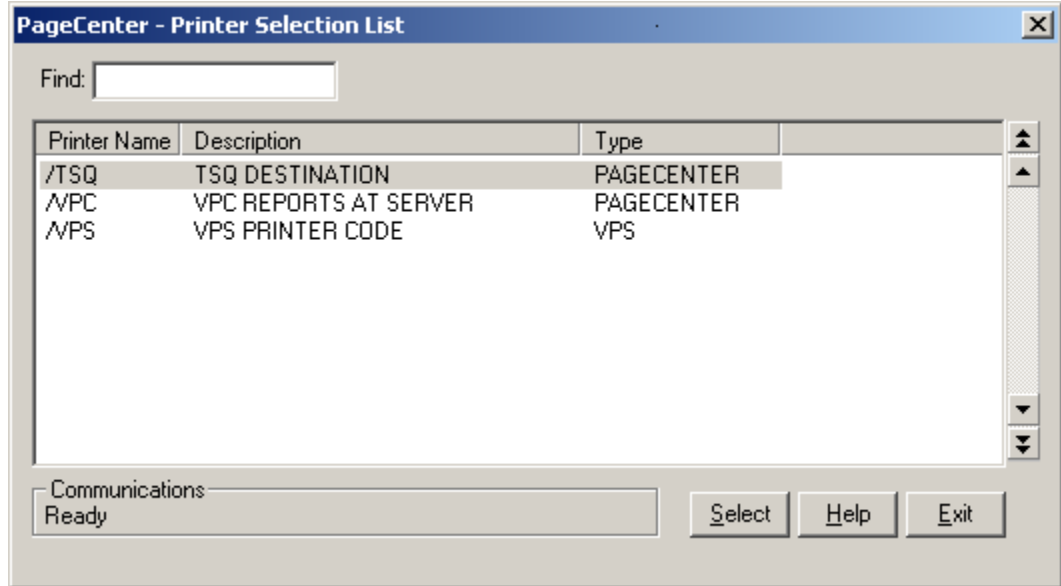 PageCenter - Printer Selection List
Find:
Printer Name Description Type
/TSQ TSQ DESTINATION PAGECENTER
/VPC VPC REPORTS AT SERVER PAGECENTER
/VPS VPS PRINTER CODE VPS
Communications
Ready
Select Help Exit